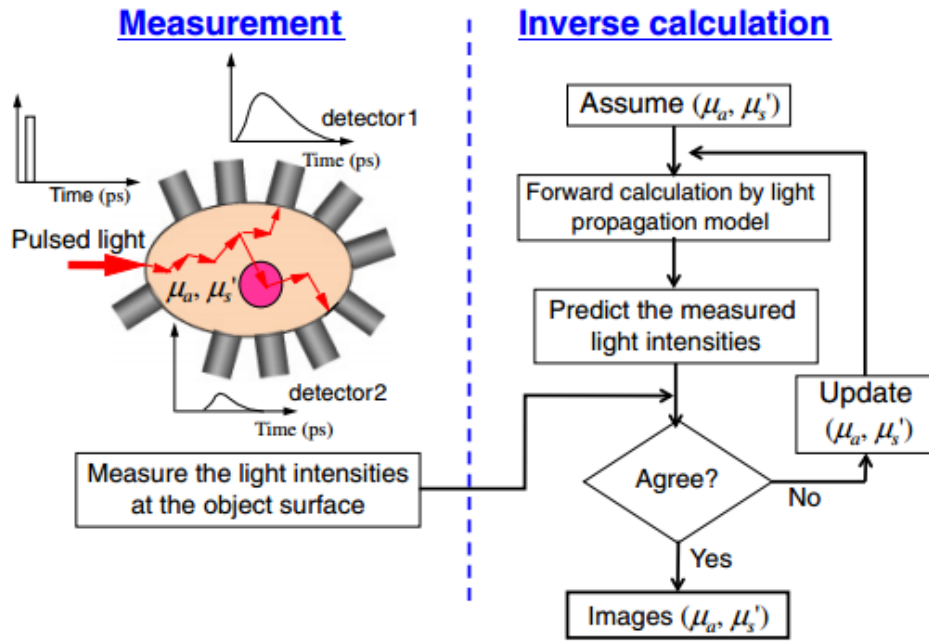 Measurement
detector1
Time (ps)
Time (ps)
Pulsed light
μa, μs'
detector2
Time (ps)
Measure the light intensities
at the object surface
Inverse calculation
Assume (μa, μs')
Forward calculation by light
propagation model
Predict the measured
light intensities
Update
(μa, μs')
Agree?
No
Yes
Images (μa, μs')